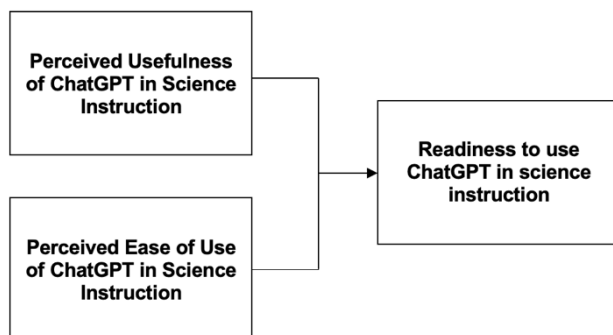 Perceived Usefulness
of ChatGPT in Science
Instruction
Readiness to use
ChatGPT in science
instruction
Perceived Ease of Use
of ChatGPT in Science
Instruction